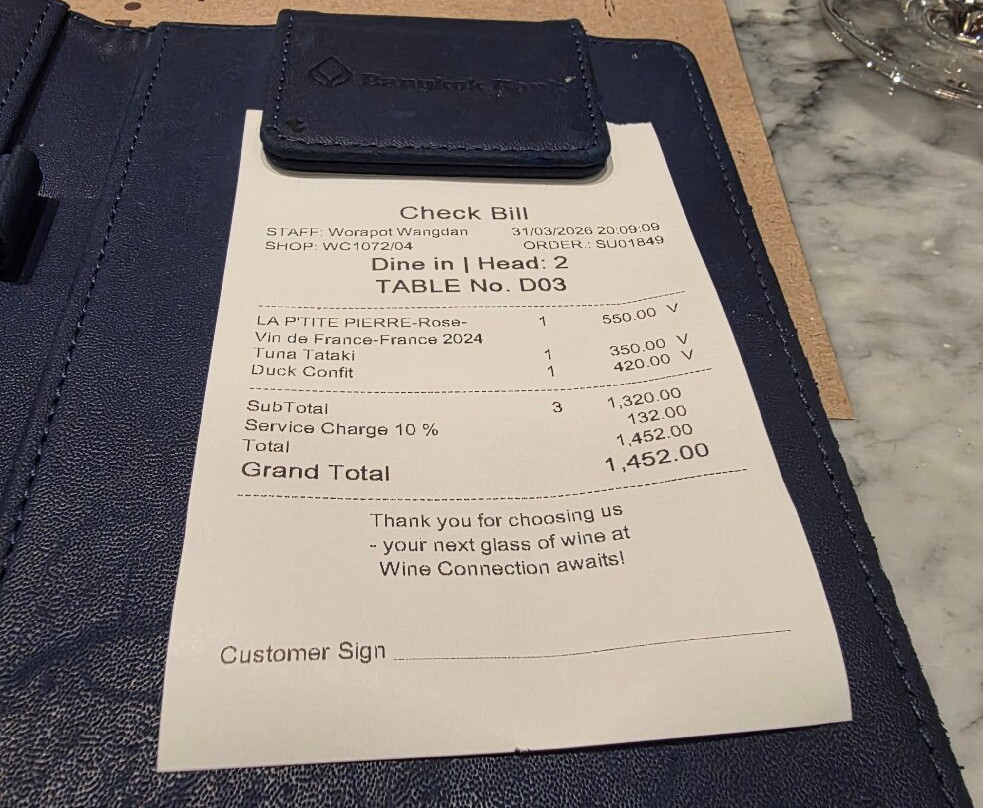 Bangkok Bank
Check Bill
STAFF: Worapot Wangdan 31/03/2026 20:09:09
SHOP: WC1072/04 ORDER.: SU01849
Dine in | Head: 2
TABLE No. D03
LA P'TITE PIERRE-Rose- 1 550.00 V
Vin de France-France 2024
Tuna Tataki 1 350.00 V
Duck Confit 1 420.00 V
SubTotal 3 1,320.00
Service Charge 10 % 132.00
Total 1,452.00
Grand Total 1,452.00
Thank you for choosing us
- your next glass of wine at
Wine Connection awaits!
Customer Sign